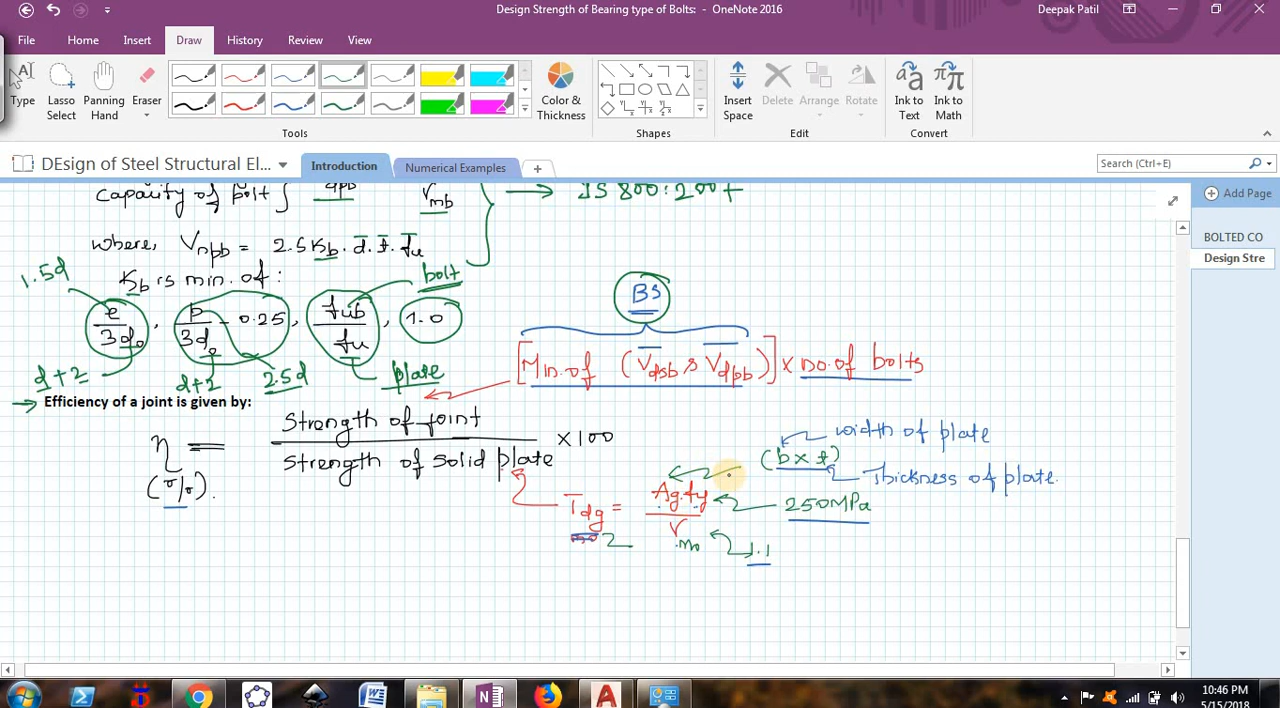 Design Strength of Bearing type of Bolts: - OneNote 2016
Deepak Patil
File Home Insert Draw History Review View
Type
Lasso Select
Panning Hand
Eraser
Color & Thickness
Insert Space
Delete
Arrange
Rotate
Ink to Text
Ink to Math
Tools
Shapes
Edit
Convert
DEsign of Steel Structural El...
Introduction
Numerical Examples
Search (Ctrl+E)
Add Page
BOLTED CO
Design Stre
capacity of bolt
dpb
γmb
IS 800:2007
where, Vnpb = 2.5 Kb . d . t . fu
1.5d
Kb is min. of :
bolt
e/3do , p/3do - 0.25 , fub/fu , 1.0
d+2
d+2
2.5d
plate
BS
[Min. of (Vdsb & Vdpb)] × no. of bolts
Efficiency of a joint is given by:
η = Strength of joint / Strength of solid plate × 100
(%).
(b × t)
width of plate
Thickness of plate.
Tdg = Ag.fy / γmo
250MPa
1.1
10:46 PM
5/15/2018